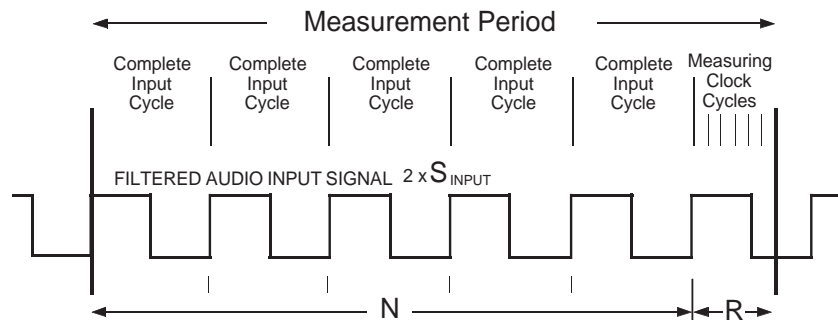 Measurement Period
Complete Input Cycle
Complete Input Cycle
Complete Input Cycle
Complete Input Cycle
Complete Input Cycle
Measuring Clock Cycles
FILTERED AUDIO INPUT SIGNAL 2 x SINPUT
N
R